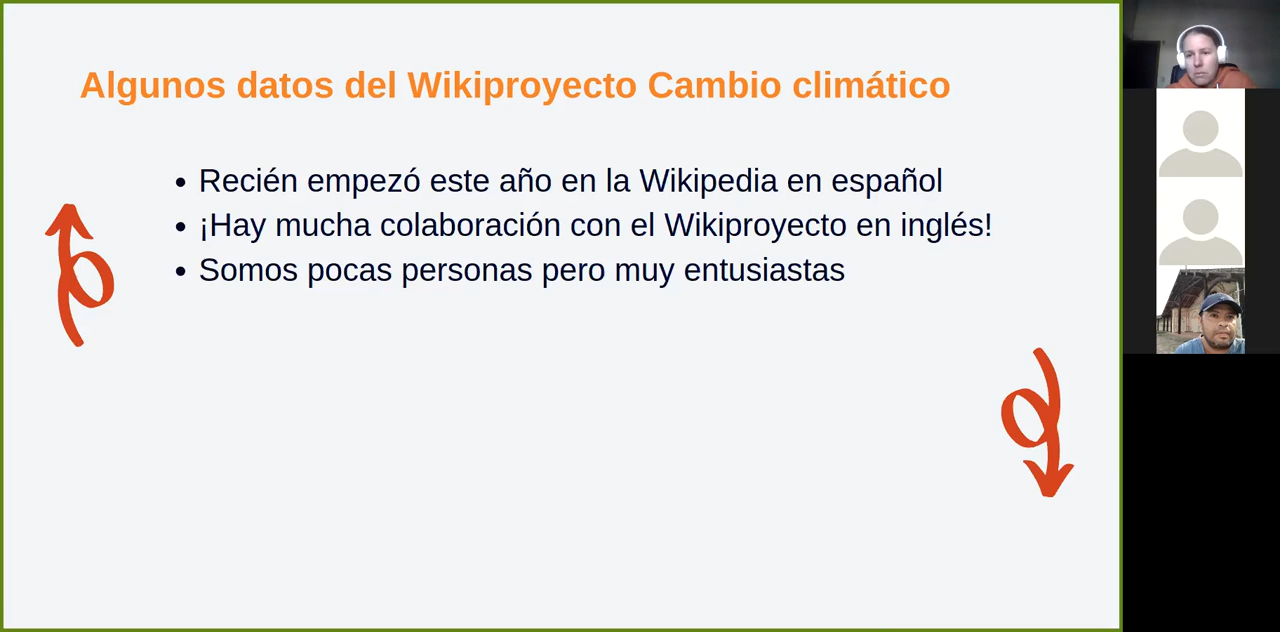 Algunos datos del Wikiproyecto Cambio climático
• Recién empezó este año en la Wikipedia en español
• ¡Hay mucha colaboración con el Wikiproyecto en inglés!
• Somos pocas personas pero muy entusiastas